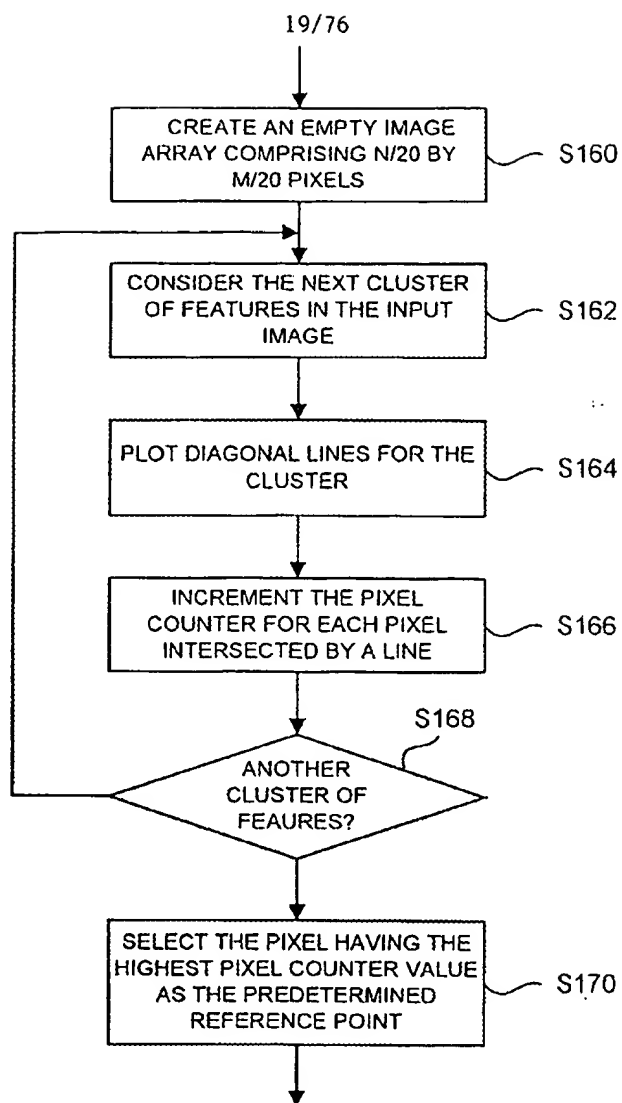 19/76
CREATE AN EMPTY IMAGE
ARRAY COMPRISING N/20 BY
M/20 PIXELS
S160
CONSIDER THE NEXT CLUSTER
OF FEATURES IN THE INPUT
IMAGE
S162
PLOT DIAGONAL LINES FOR THE
CLUSTER
S164
INCREMENT THE PIXEL
COUNTER FOR EACH PIXEL
INTERSECTED BY A LINE
S166
S168
ANOTHER
CLUSTER OF
FEAURES?
SELECT THE PIXEL HAVING THE
HIGHEST PIXEL COUNTER VALUE
AS THE PREDETERMINED
REFERENCE POINT
S170